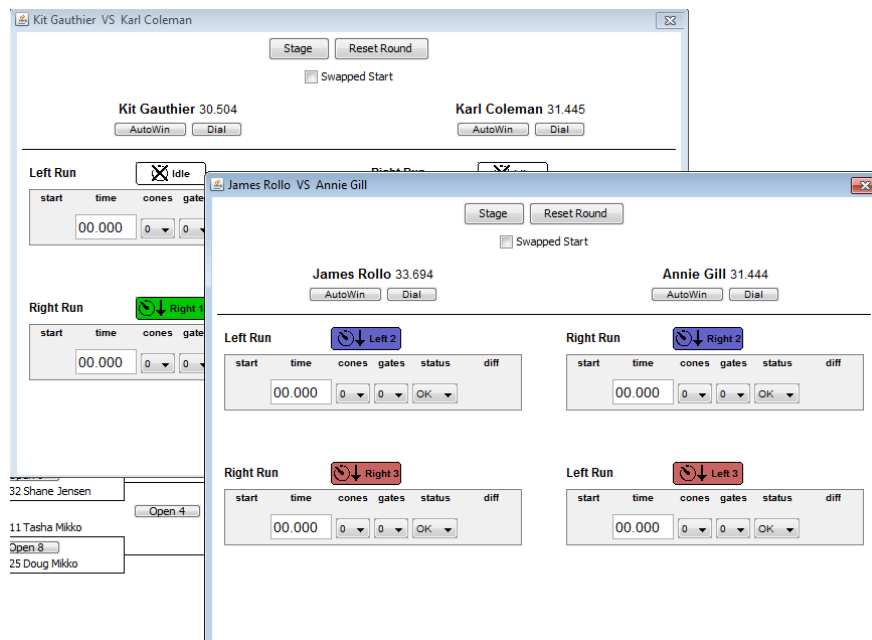 Kit Gauthier VS Karl Coleman
Stage Reset Round
Swapped Start
Kit Gauthier 30.504 Karl Coleman 31.445
AutoWin Dial AutoWin Dial
Left Run Idle
start time cones gate
00.000 0 0
Right Run Right 1
start time cones gate
00.000 0 0
James Rollo VS Annie Gill
Stage Reset Round
Swapped Start
James Rollo 33.694 Annie Gill 31.444
AutoWin Dial AutoWin Dial
Left Run Left 2 Right Run Right 2
start time cones gates status diff start time cones gates status diff
00.000 0 0 OK 00.000 0 0 OK
Right Run Right 3 Left Run Left 3
start time cones gates status diff start time cones gates status diff
00.000 0 0 OK 00.000 0 0 OK
32 Shane Jensen
Open 4
11 Tasha Mikko
Open 8
25 Doug Mikko